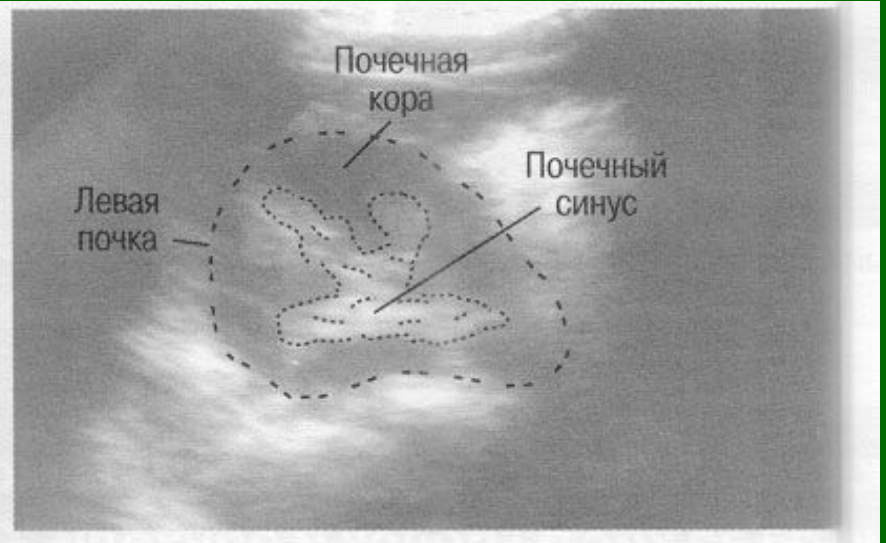 Почечная
кора
Почечный
синус
Левая
почка